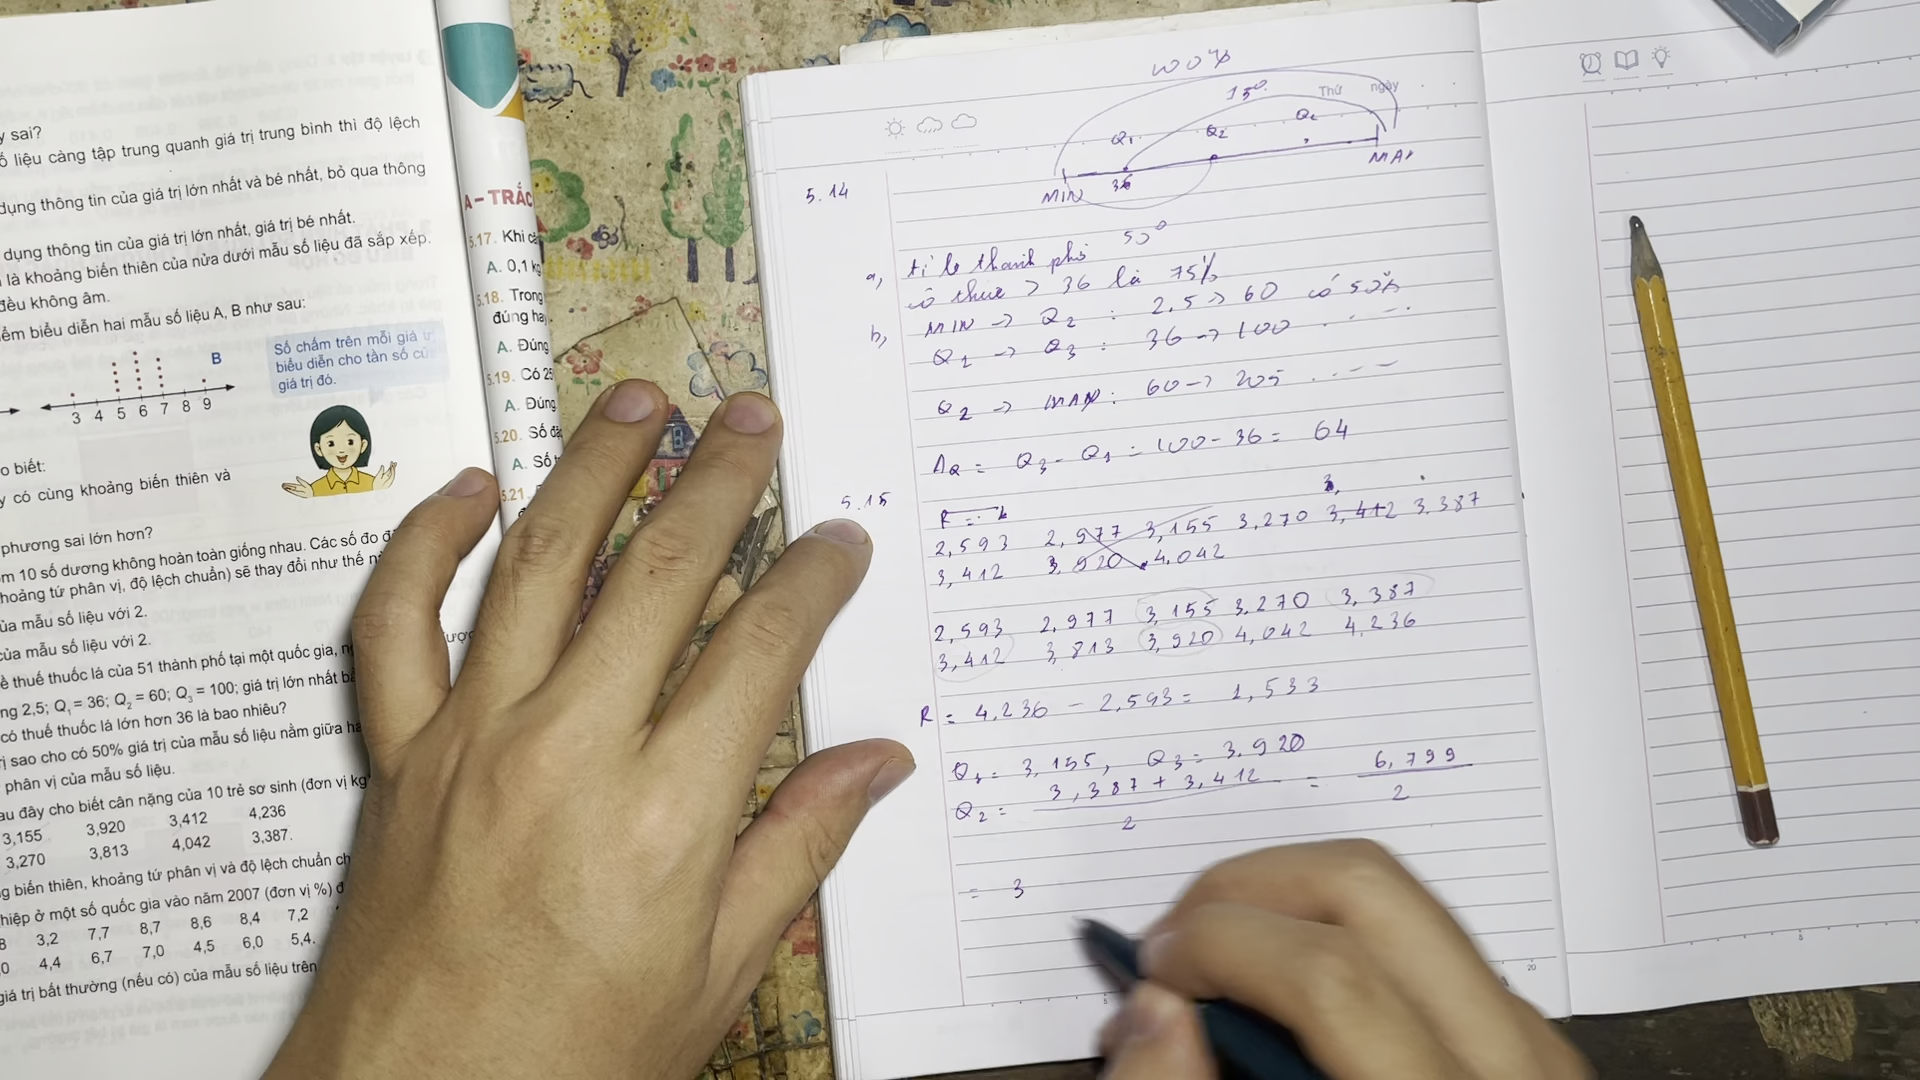 y sai?
ố liệu càng tập trung quanh giá trị trung bình thì độ lệch
dụng thông tin của giá trị lớn nhất và bé nhất, bỏ qua thông
dụng thông tin của giá trị lớn nhất, giá trị bé nhất.
là khoảng biến thiên của nửa dưới mẫu số liệu đã sắp xếp.
đều không âm.
ểm biểu diễn hai mẫu số liệu A, B như sau:
B
3 4 5 6 7 8 9
Số chấm trên mỗi giá tr
biểu diễn cho tần số củ
giá trị đó.
o biết:
y có cùng khoảng biến thiên và
phương sai lớn hơn?
m 10 số dương không hoàn toàn giống nhau. Các số đo đ
hoảng tứ phân vị, độ lệch chuẩn) sẽ thay đổi như thế n
ủa mẫu số liệu với 2.
của mẫu số liệu với 2.
ề thuế thuốc lá của 51 thành phố tại một quốc gia, n
ng 2,5; Q₁ = 36; Q₂ = 60; Q₃ = 100; giá trị lớn nhất b
có thuế thuốc lá lớn hơn 36 là bao nhiêu?
ị sao cho có 50% giá trị của mẫu số liệu nằm giữa ha
phân vị của mẫu số liệu.
au đây cho biết cân nặng của 10 trẻ sơ sinh (đơn vị kg
3,155 3,920 3,412 4,236
3,270 3,813 4,042 3,387.
g biến thiên, khoảng tứ phân vị và độ lệch chuẩn ch
hiệp ở một số quốc gia vào năm 2007 (đơn vị %) đ
8 3,2 7,7 8,7 8,6 8,4 7,2
0 4,4 6,7 7,0 4,5 6,0 5,4.
giá trị bất thường (nếu có) của mẫu số liệu trên
A – TRẮC
5.17. Khi c
A. 0,1 k
5.18. Trong
đúng ha
A. Đúng
5.19. Có 25
A. Đúng
5.20. Số đ
A. Số
5.21.
Thứ ngày
100%
Q₁ Q₂
MIN 36 MAX
5.14
50
a, tỉ lệ thành phố
có thuế > 36 là 75%
b, MIN → Q₂ : 2,5 → 60 có 50%
Q₁ → Q₃ : 36 → 100 . . . .
Q₂ → MAX : 60 → 205 . - - -
ΔQ = Q₃ - Q₁ = 100 - 36 = 64
5.15
3,
2,593 2,977 3,155 3,270 3,412 3.387
3,412 3,920 4,042
2,593 2,977 3,155 3,270 3,387
3,412 3,813 3,920 4,042 4,236
R = 4,236 - 2,593 = 1,533
Q₁ = 3,155, Q₃ = 3,920
Q₂ = (3,387 + 3,412)/2 = 6,799/2
= 3
5
20
5